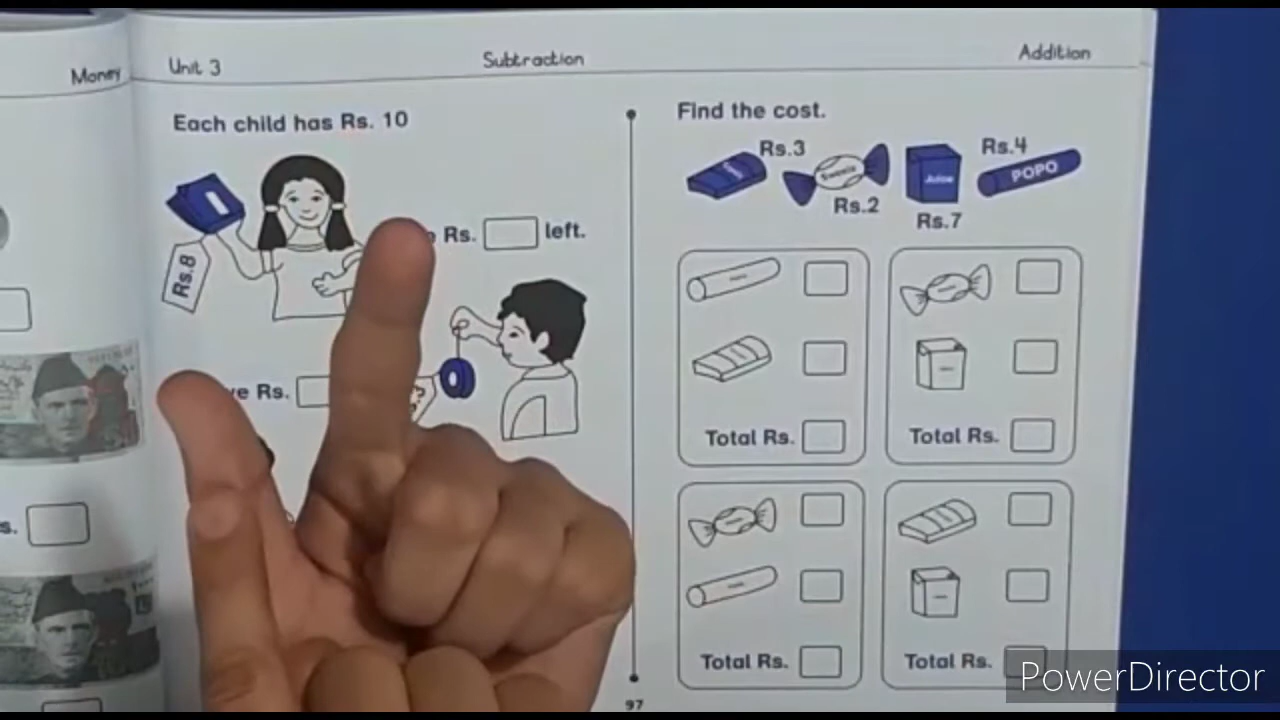 Money
Unit 3
Subtraction
Addition
Each child has Rs. 10
Rs.8
Rs.
left.
Rs.
Find the cost.
Rs.3
Sweets
Rs.2
Juice
Rs.7
Rs.4
POPO
Total Rs.
Total Rs.
Total Rs.
Total Rs.
97
PowerDirector